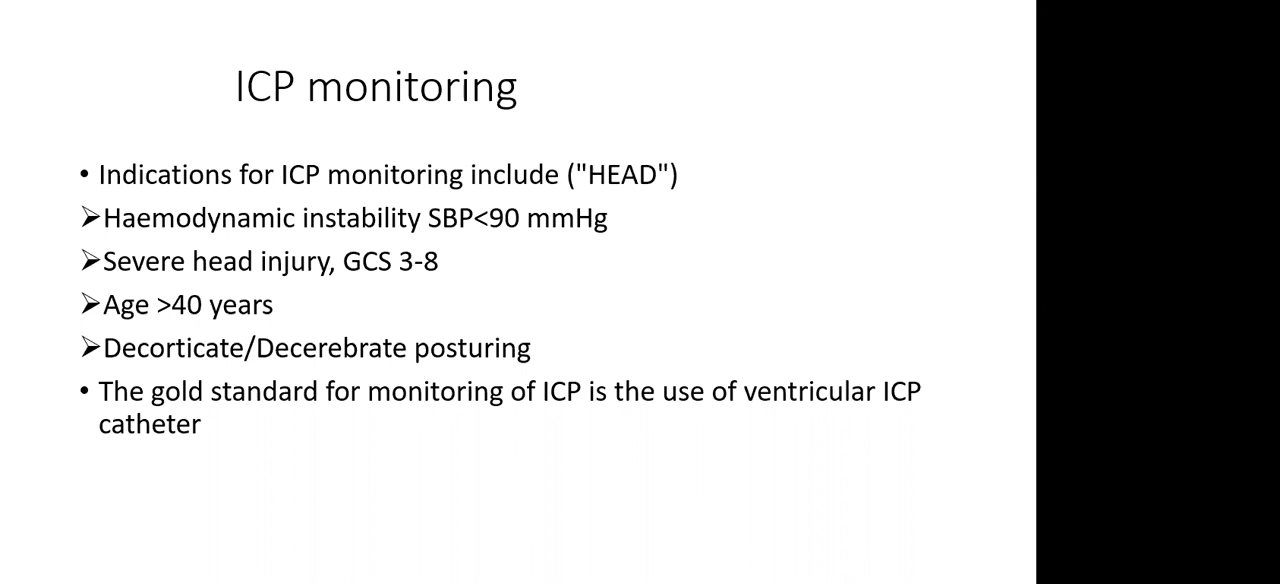 ICP monitoring
• Indications for ICP monitoring include ("HEAD")
➢Haemodynamic instability SBP<90 mmHg
➢Severe head injury, GCS 3-8
➢Age >40 years
➢Decorticate/Decerebrate posturing
• The gold standard for monitoring of ICP is the use of ventricular ICP
catheter